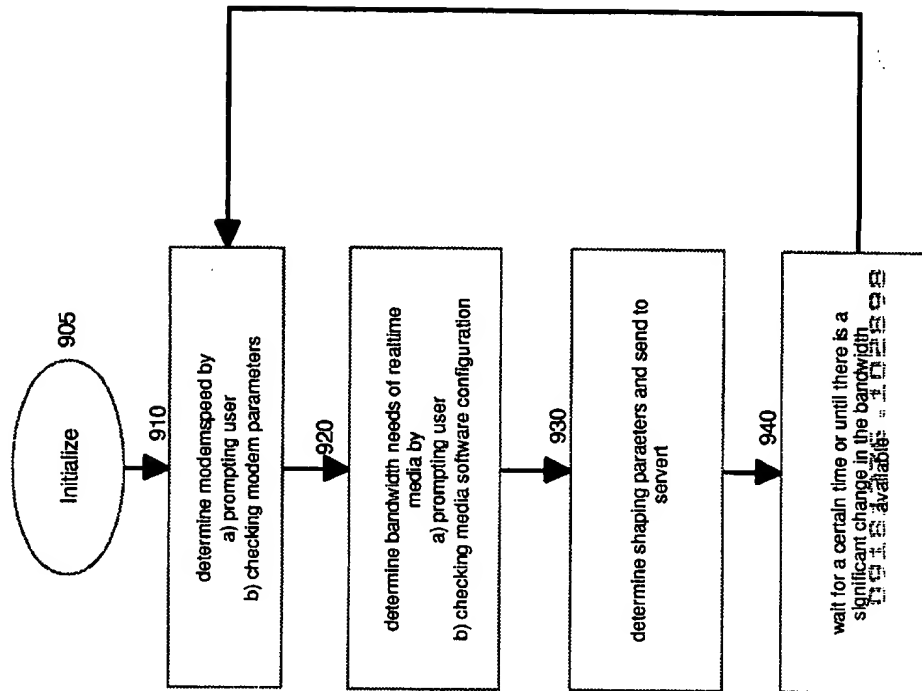 Initialize
905
910
determine modemspeed by
a) prompting user
b) checking modem parameters
920
determine bandwidth needs of realtime
media by
a) prompting user
b) checking media software configuration
930
determine shaping parameters and send to
servert
940
wait for a certain time or until there is a
significant change in the bandwidth
available